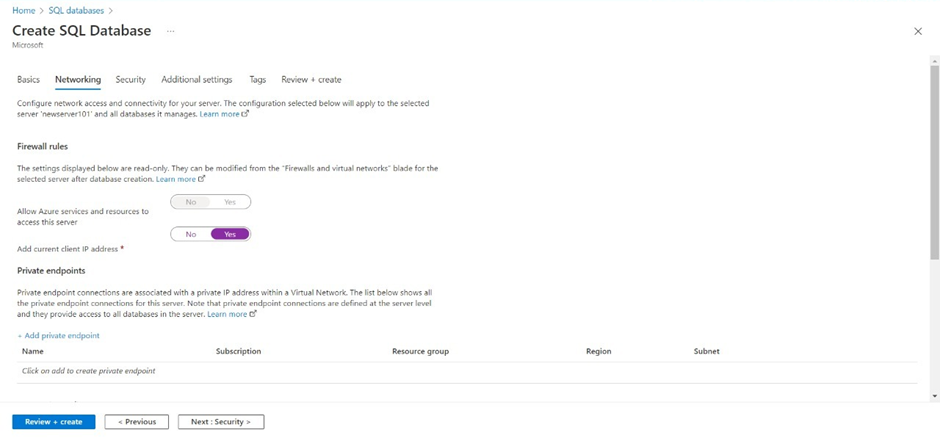 Home > SQL databases >
Create SQL Database ...
Microsoft
Basics Networking Security Additional settings Tags Review + create
Configure network access and connectivity for your server. The configuration selected below will apply to the selected
server 'newserver101' and all databases it manages. Learn more
Firewall rules
The settings displayed below are read-only. They can be modified from the "Firewalls and virtual networks" blade for the
selected server after database creation. Learn more
No Yes
Allow Azure services and resources to
access this server
No Yes
Add current client IP address *
Private endpoints
Private endpoint connections are associated with a private IP address within a Virtual Network. The list below shows all
the private endpoint connections for this server. Note that private endpoint connections are defined at the server level
and they provide access to all databases in the server. Learn more
+ Add private endpoint
Name Subscription Resource group Region Subnet
Click on add to create private endpoint
Review + create < Previous Next : Security >